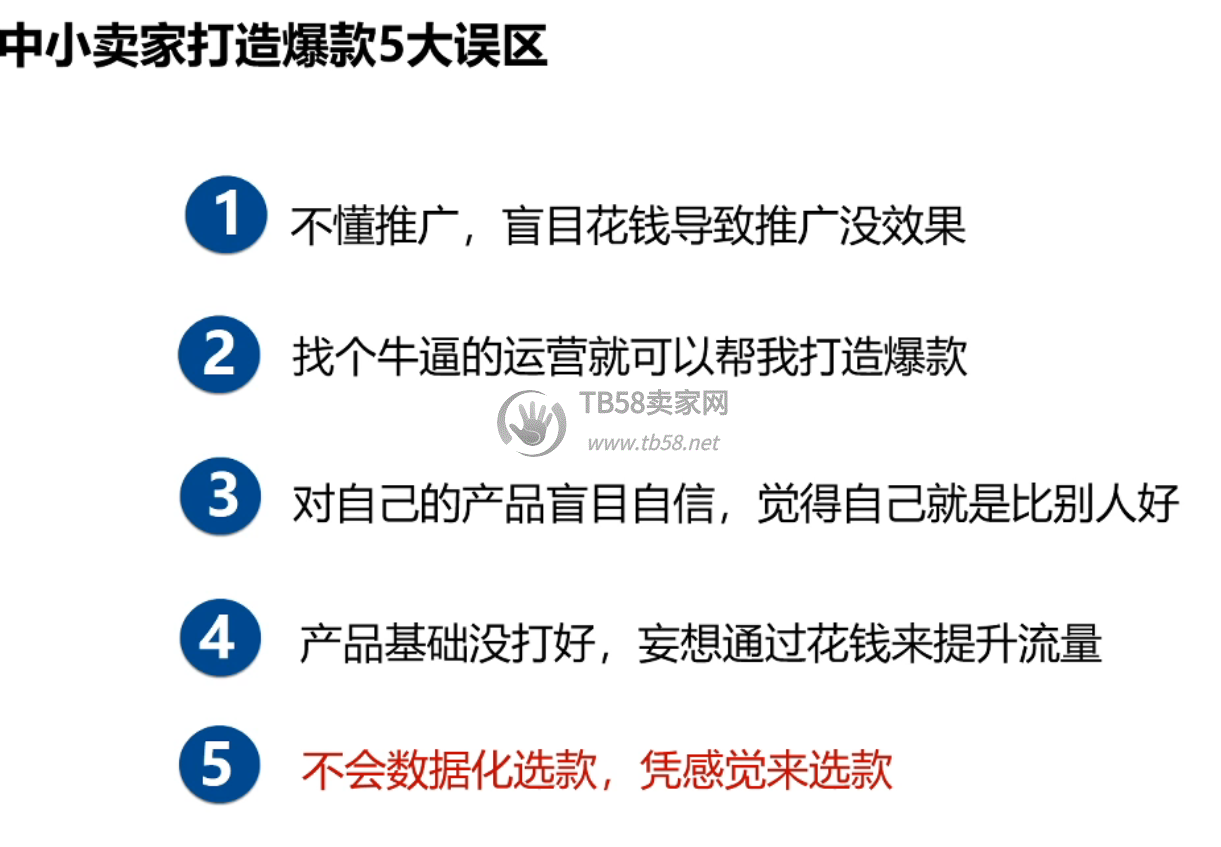 中小卖家打造爆款5大误区
1 不懂推广，盲目花钱导致推广没效果
2 找个牛逼的运营就可以帮我打造爆款
TB58卖家网
www.tb58.net
3 对自己的产品盲目自信，觉得自己就是比别人好
4 产品基础没打好，妄想通过花钱来提升流量
5 不会数据化选款，凭感觉来选款